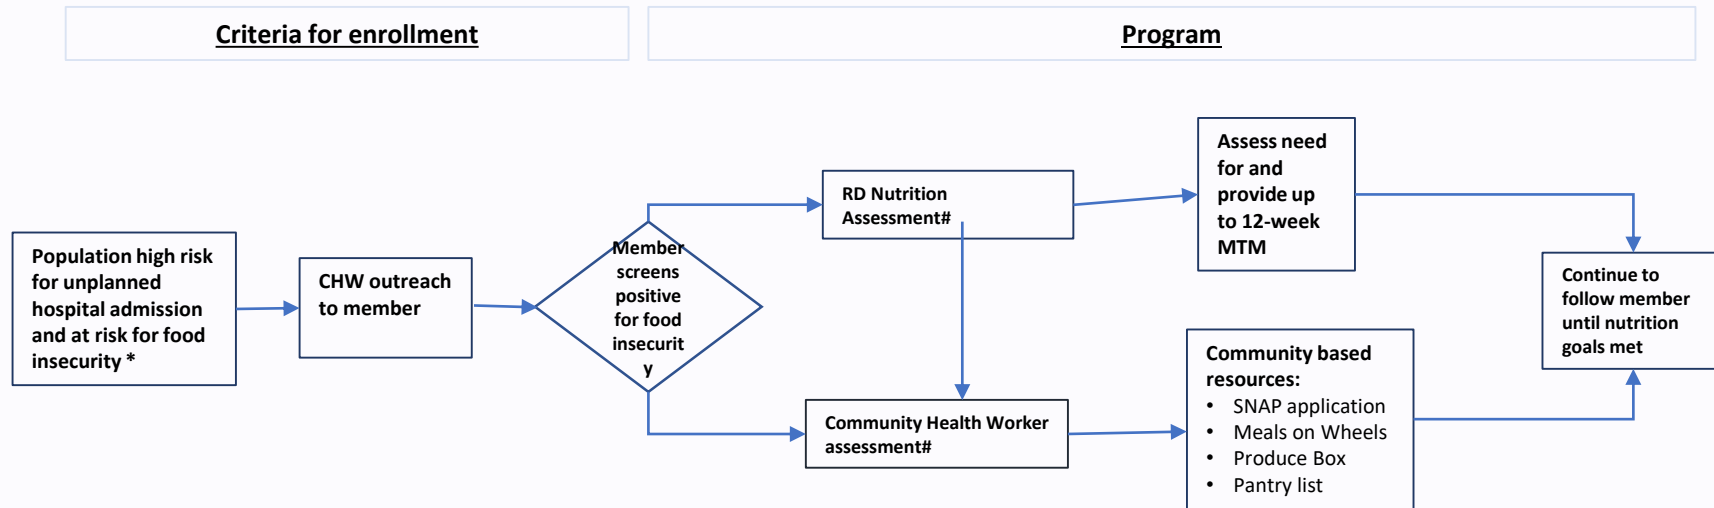 Criteria for enrollment
Program
Population high risk
for unplanned
hospital admission
and at risk for food
insecurity *
CHW outreach
to member
Member
screens
positive
for food
insecurit
y
RD Nutrition
Assessment#
Community Health Worker
assessment#
Assess need
for and
provide up
to 12-week
MTM
Community based
resources:
• SNAP application
• Meals on Wheels
• Produce Box
• Pantry list
Continue to
follow member
until nutrition
goals met